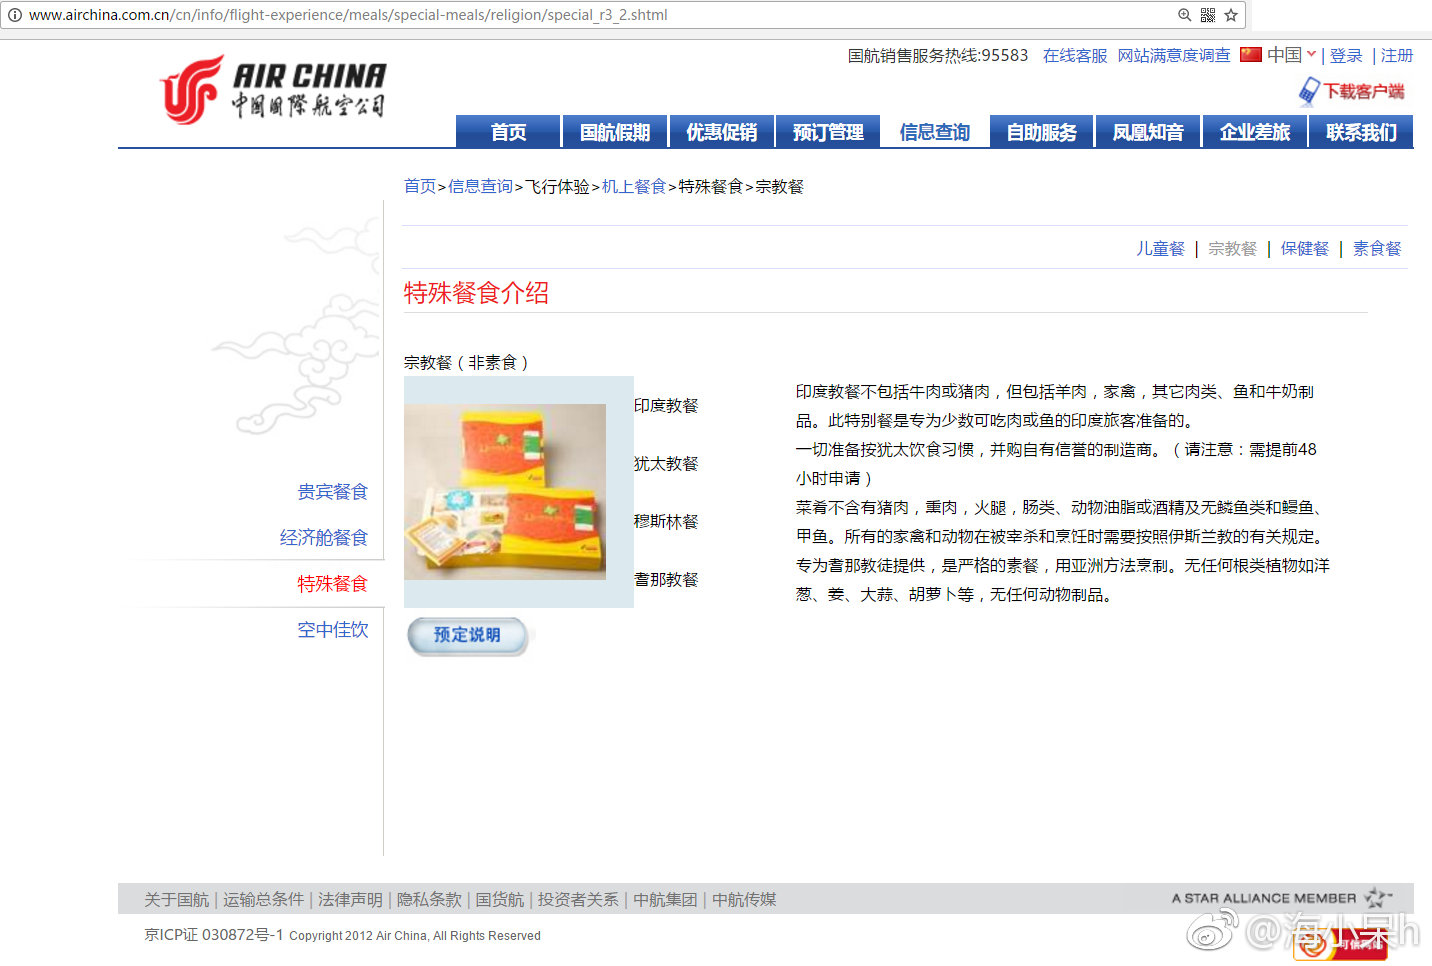 www.airchina.com.cn/cn/info/flight-experience/meals/special-meals/religion/special_r3_2.shtml
国航销售服务热线:95583 在线客服 网站满意度调查 中国 | 登录 | 注册
AIR CHINA
中国国际航空公司
下载客户端
首页 国航假期 优惠促销 预订管理 信息查询 自助服务 凤凰知音 企业差旅 联系我们
首页>信息查询>飞行体验>机上餐食>特殊餐食>宗教餐
儿童餐 | 宗教餐 | 保健餐 | 素食餐
特殊餐食介绍
宗教餐（非素食）
印度教餐
印度教餐不包括牛肉或猪肉，但包括羊肉，家禽，其它肉类、鱼和牛奶制
品。此特别餐是专为少数可吃肉或鱼的印度旅客准备的。
犹太教餐
一切准备按犹太饮食习惯，并购自有信誉的制造商。（请注意：需提前48
小时申请）
穆斯林餐
菜肴不含有猪肉，熏肉，火腿，肠类、动物油脂或酒精及无鳞鱼类和鳗鱼、
甲鱼。所有的家禽和动物在被宰杀和烹饪时需要按照伊斯兰教的有关规定。
耆那教餐
专为耆那教徒提供，是严格的素餐，用亚洲方法烹制。无任何根类植物如洋
葱、姜、大蒜、胡萝卜等，无任何动物制品。
预定说明
贵宾餐食
经济舱餐食
特殊餐食
空中佳饮
关于国航 | 运输总条件 | 法律声明 | 隐私条款 | 国货航 | 投资者关系 | 中航集团 | 中航传媒
A STAR ALLIANCE MEMBER
京ICP证 030872号-1 Copyright 2012 Air China, All Rights Reserved
@海小呆h